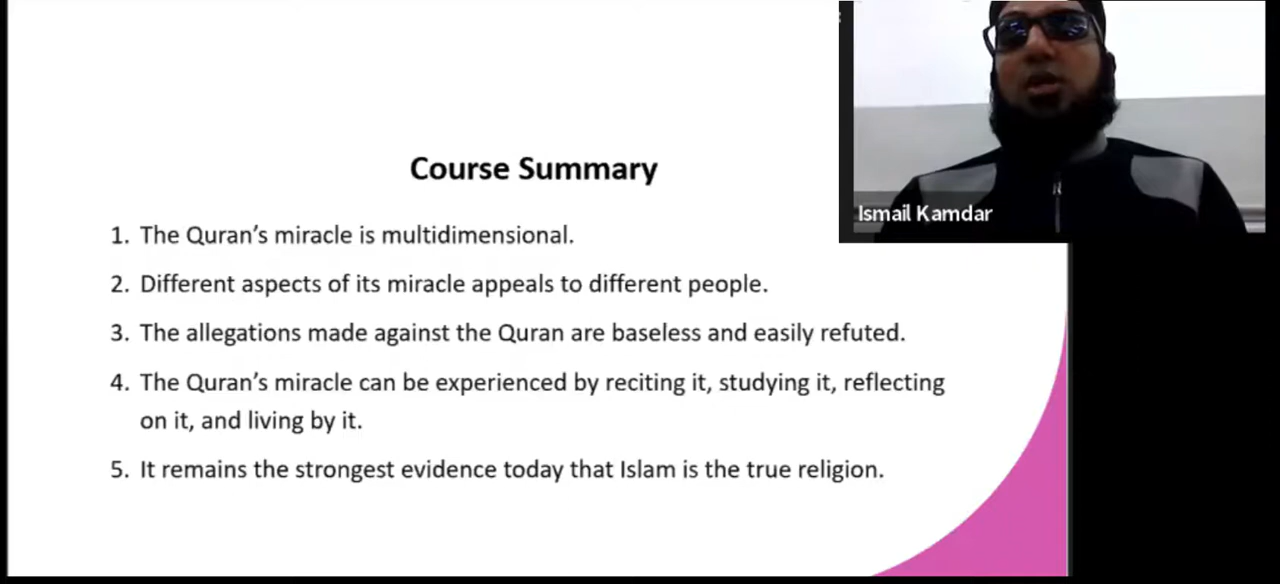 Course Summary
1. The Quran's miracle is multidimensional.
2. Different aspects of its miracle appeals to different people.
3. The allegations made against the Quran are baseless and easily refuted.
4. The Quran's miracle can be experienced by reciting it, studying it, reflecting
on it, and living by it.
5. It remains the strongest evidence today that Islam is the true religion.
Ismail Kamdar